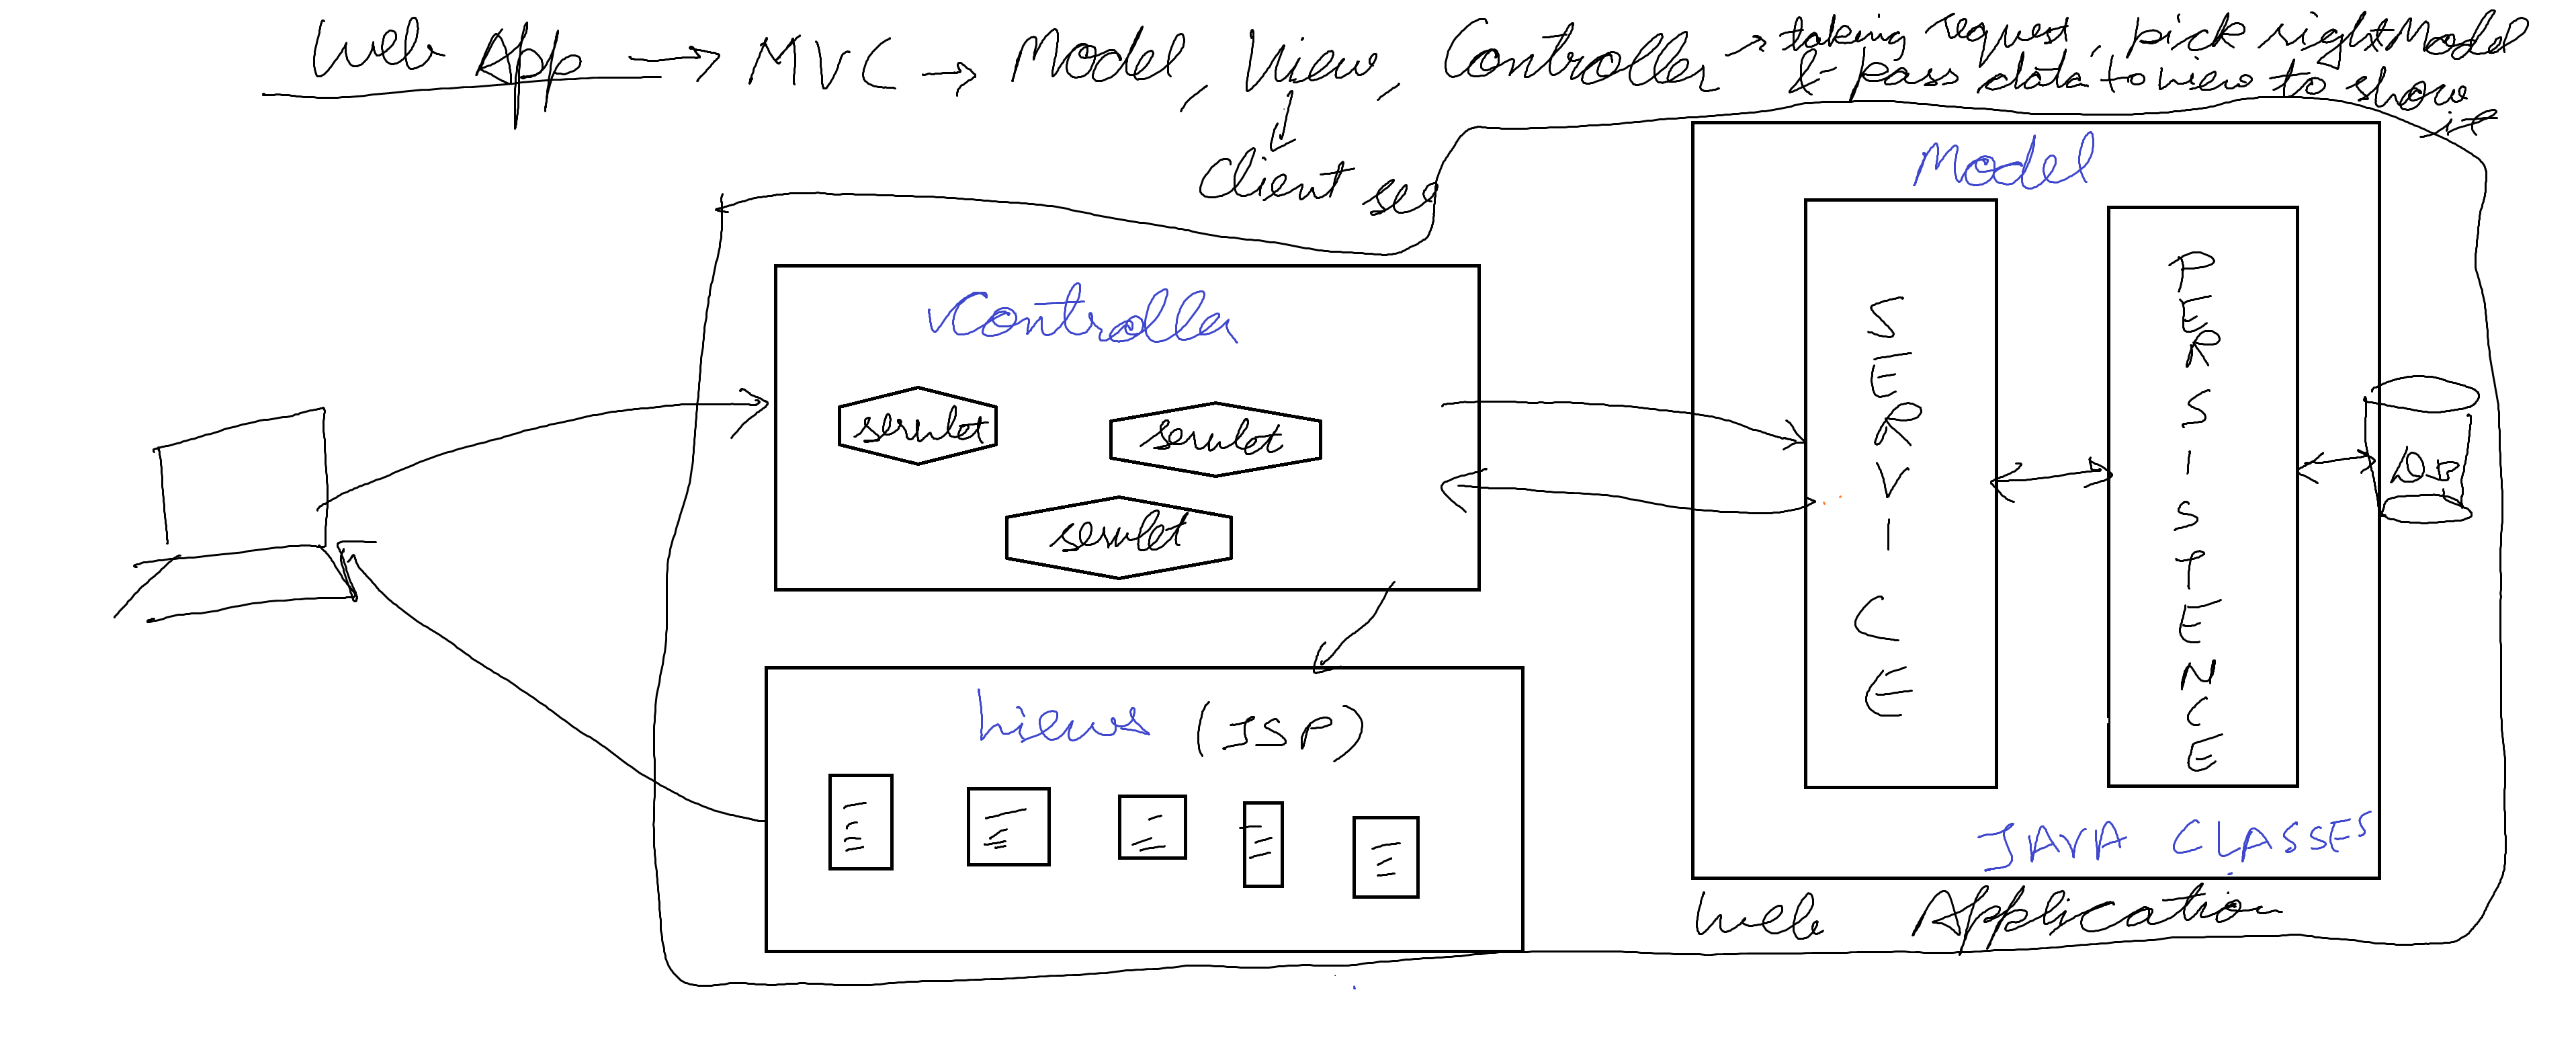 Web App → MVC → Model, View, Controller → taking request, pick right Model
& pass data to view to show
it
Client see
Model
Controller
servlet
servlet
servlet
SERVICE
PERSISTENCE
DB
Views (JSP)
JAVA CLASSES
Web Application